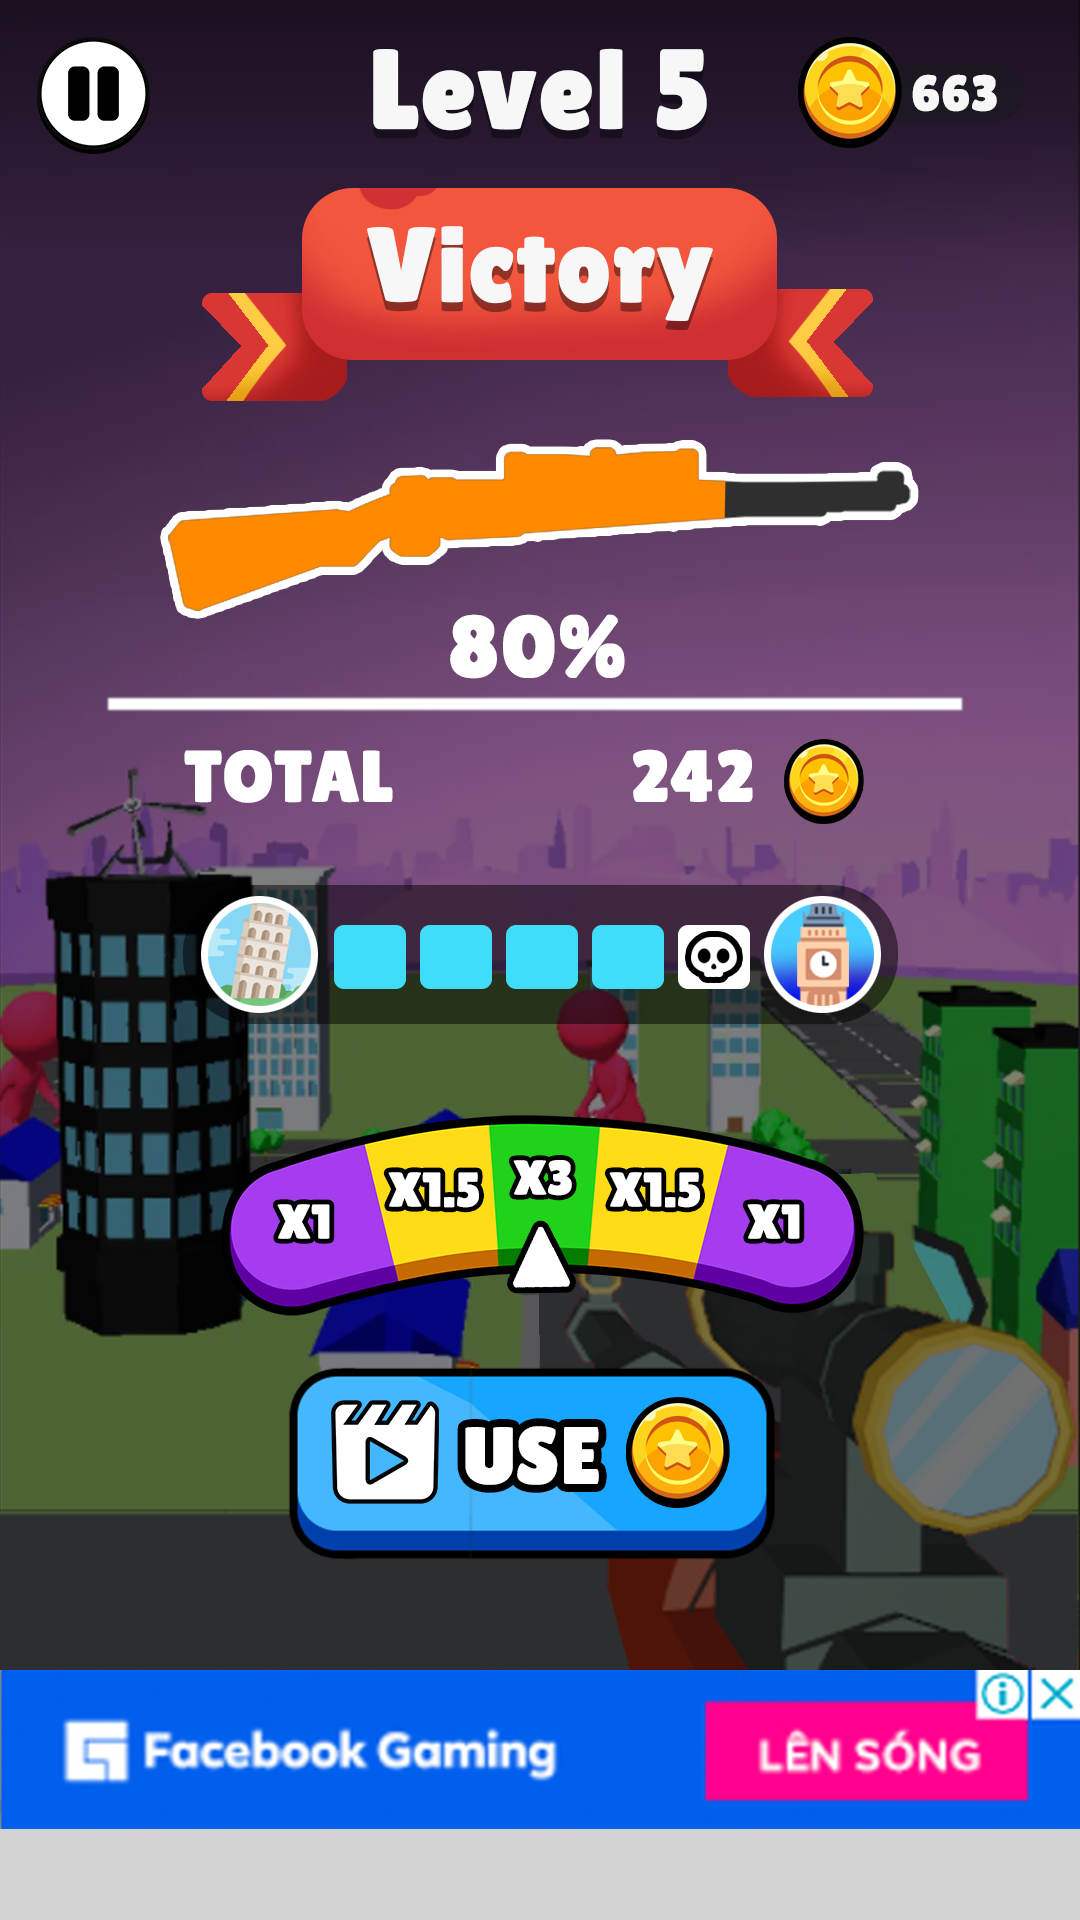 Level 5
663
Victory
80%
TOTAL 242
X1 X1.5 X3 X1.5 X1
USE
Facebook Gaming
LÊN SÓNG